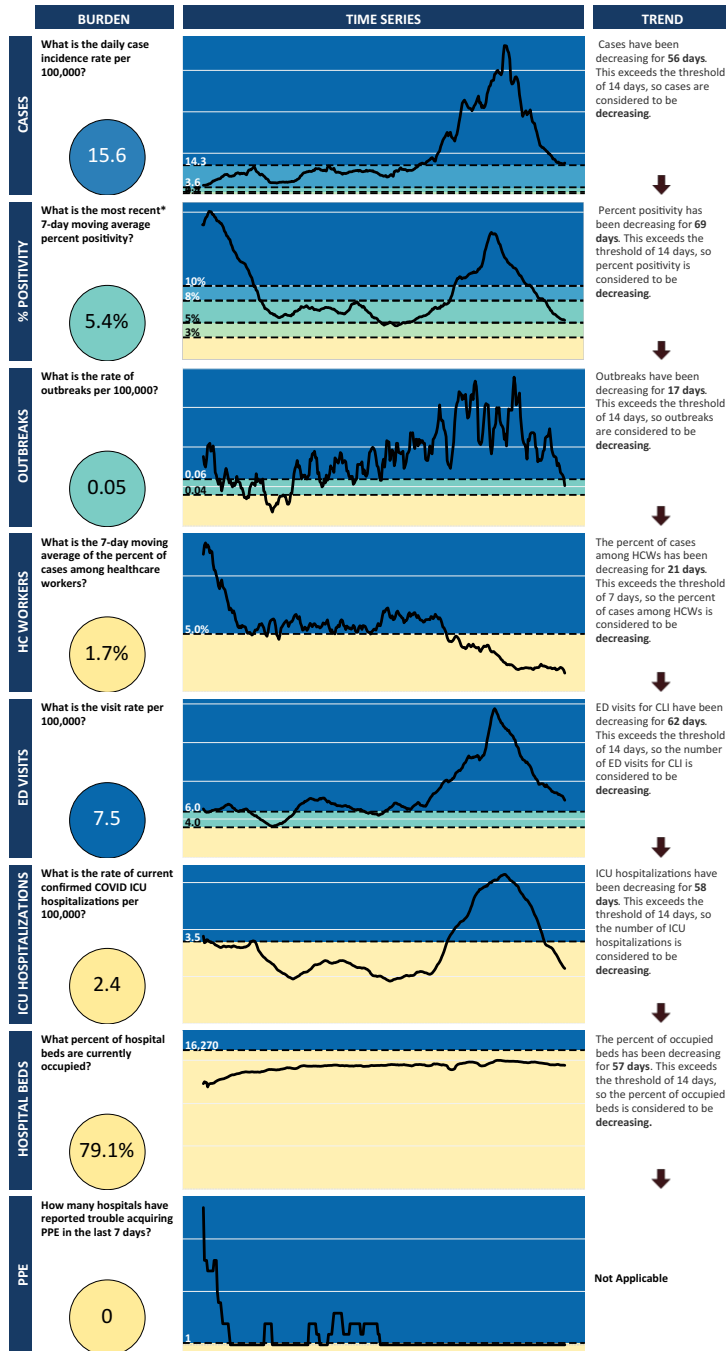 BURDEN
TIME SERIES
TREND
CASES
What is the daily case
incidence rate per
100,000?
15.6
14.3
3.6
Cases have been
decreasing for 56 days.
This exceeds the threshold
of 14 days, so cases are
considered to be
decreasing.
% POSITIVITY
What is the most recent*
7-day moving average
percent positivity?
5.4%
10%
8%
5%
3%
Percent positivity has
been decreasing for 69
days. This exceeds the
threshold of 14 days, so
percent positivity is
considered to be
decreasing.
OUTBREAKS
What is the rate of
outbreaks per 100,000?
0.05
0.06
0.04
Outbreaks have been
decreasing for 17 days.
This exceeds the threshold
of 14 days, so outbreaks
are considered to be
decreasing.
HC WORKERS
What is the 7-day moving
average of the percent of
cases among healthcare
workers?
1.7%
5.0%
The percent of cases
among HCWs has been
decreasing for 21 days.
This exceeds the threshold
of 7 days, so the percent
of cases among HCWs is
considered to be
decreasing.
ED VISITS
What is the visit rate per
100,000?
7.5
6.0
4.0
ED visits for CLI have been
decreasing for 62 days.
This exceeds the threshold
of 14 days, so the number
of ED visits for CLI is
considered to be
decreasing.
ICU HOSPITALIZATIONS
What is the rate of current
confirmed COVID ICU
hospitalizations per
100,000?
2.4
3.5
ICU hospitalizations have
been decreasing for 58
days. This exceeds the
threshold of 14 days, so
the number of ICU
hospitalizations is
considered to be
decreasing.
HOSPITAL BEDS
What percent of hospital
beds are currently
occupied?
79.1%
16,270
The percent of occupied
beds has been decreasing
for 57 days. This exceeds
the threshold of 14 days,
so the percent of occupied
beds is considered to be
decreasing.
PPE
How many hospitals have
reported trouble acquiring
PPE in the last 7 days?
0
1
Not Applicable